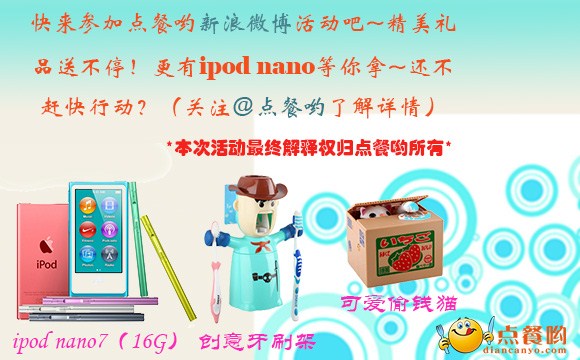 快来参加点餐哟新浪微博活动吧~精美礼
品送不停！更有ipod nano等你拿~还不
赶快行动？（关注@点餐哟了解详情）
*本次活动最终解释权归点餐哟所有*
iPod
いちご
可爱偷钱猫
ipod nano7（16G） 创意牙刷架
点餐哟
diancanyo.com